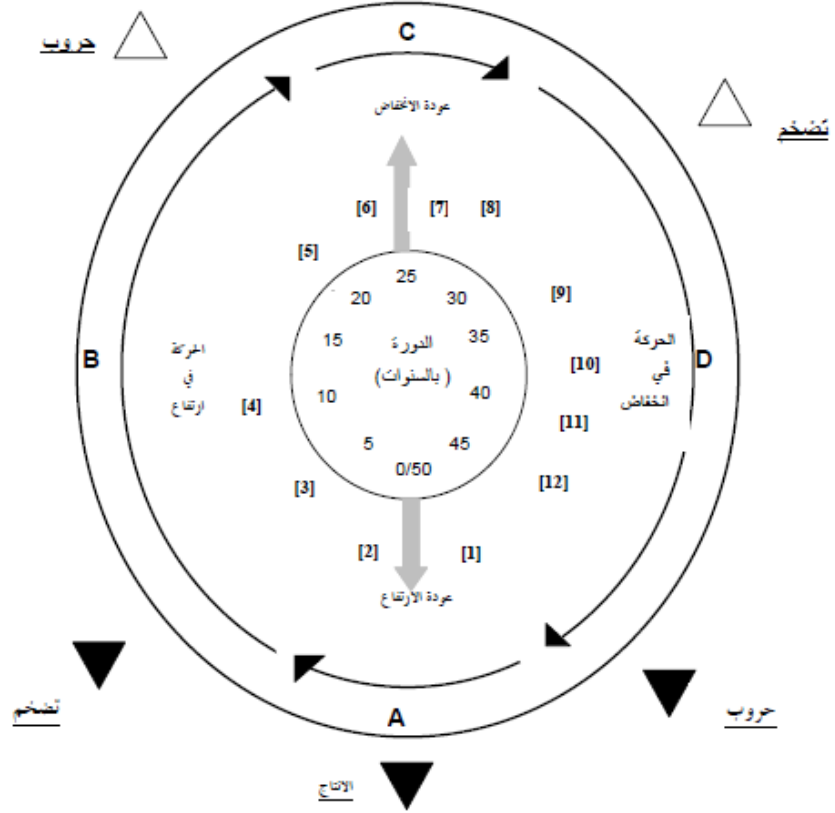 C
حروب
تضخم
عودة الانخفاض
[6]
[7]
[8]
[5]
25
20
30
[9]
15
35
B
الحركة
في
ارتفاع
الدورة
(بالسنوات)
[10]
الحركة
في
انخفاض
D
[4]
10
40
[11]
5
45
0/50
[3]
[12]
[2]
[1]
عودة الارتفاع
تضخم
A
حروب
الانتاج